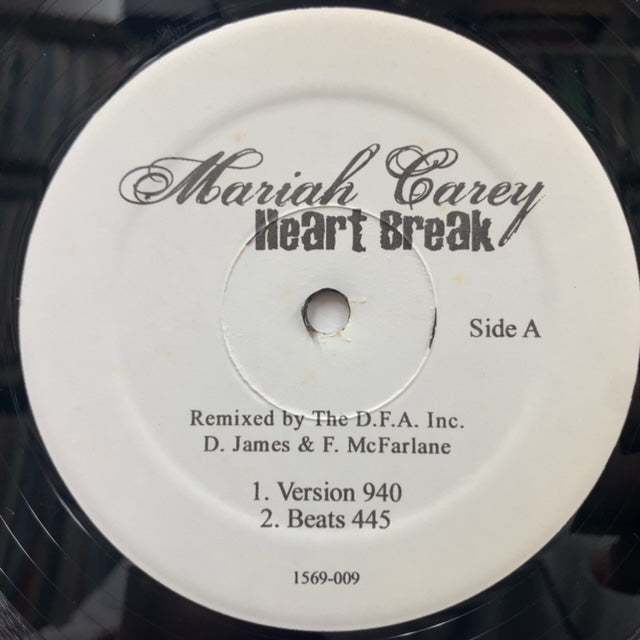 Mariah Carey
Heart Break
Side A
Remixed by The D.F.A. Inc.
D. James & F. McFarlane
1. Version 940
2. Beats 445
1569-009